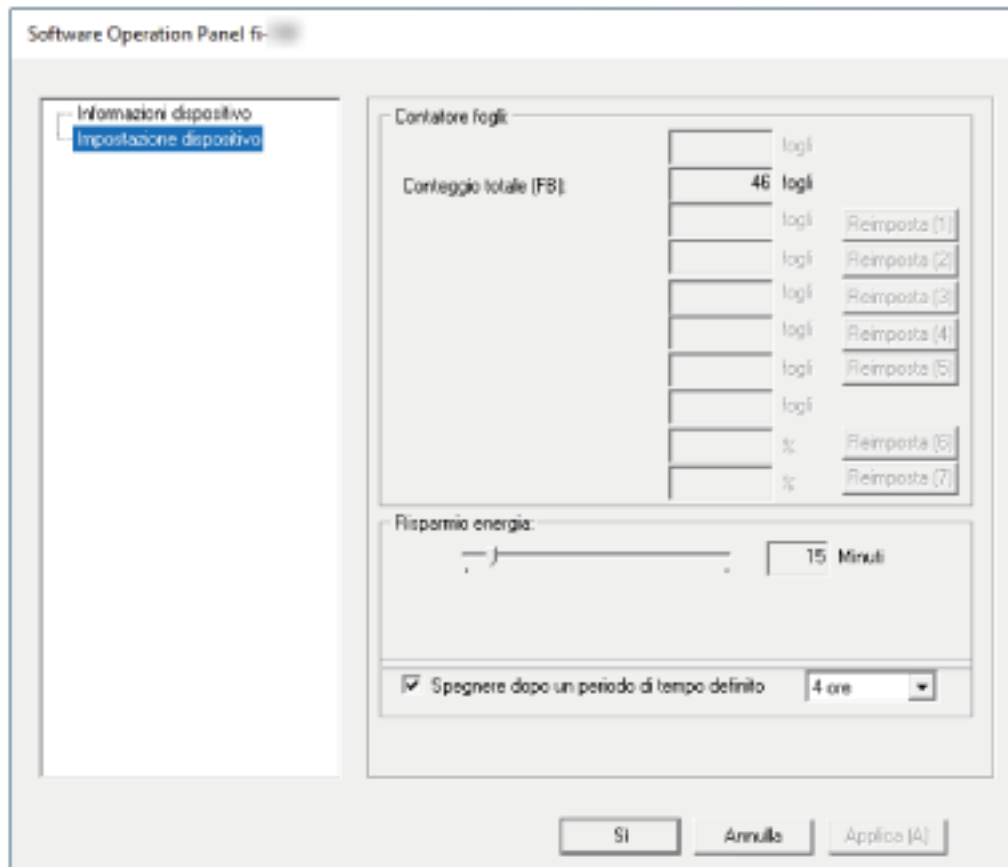 Software Operation Panel fi-
Informazioni dispositivo
Impostazione dispositivo
Contatore fogli:
fogli
Conteggio totale (FB): 46 fogli
fogli Reimposta (1)
fogli Reimposta (2)
fogli Reimposta (3)
fogli Reimposta (4)
fogli Reimposta (5)
fogli
% Reimposta (6)
% Reimposta (7)
Risparmio energia:
15 Minuti
Spegnere dopo un periodo di tempo definito 4 ore
Sì Annulla Applica (A)